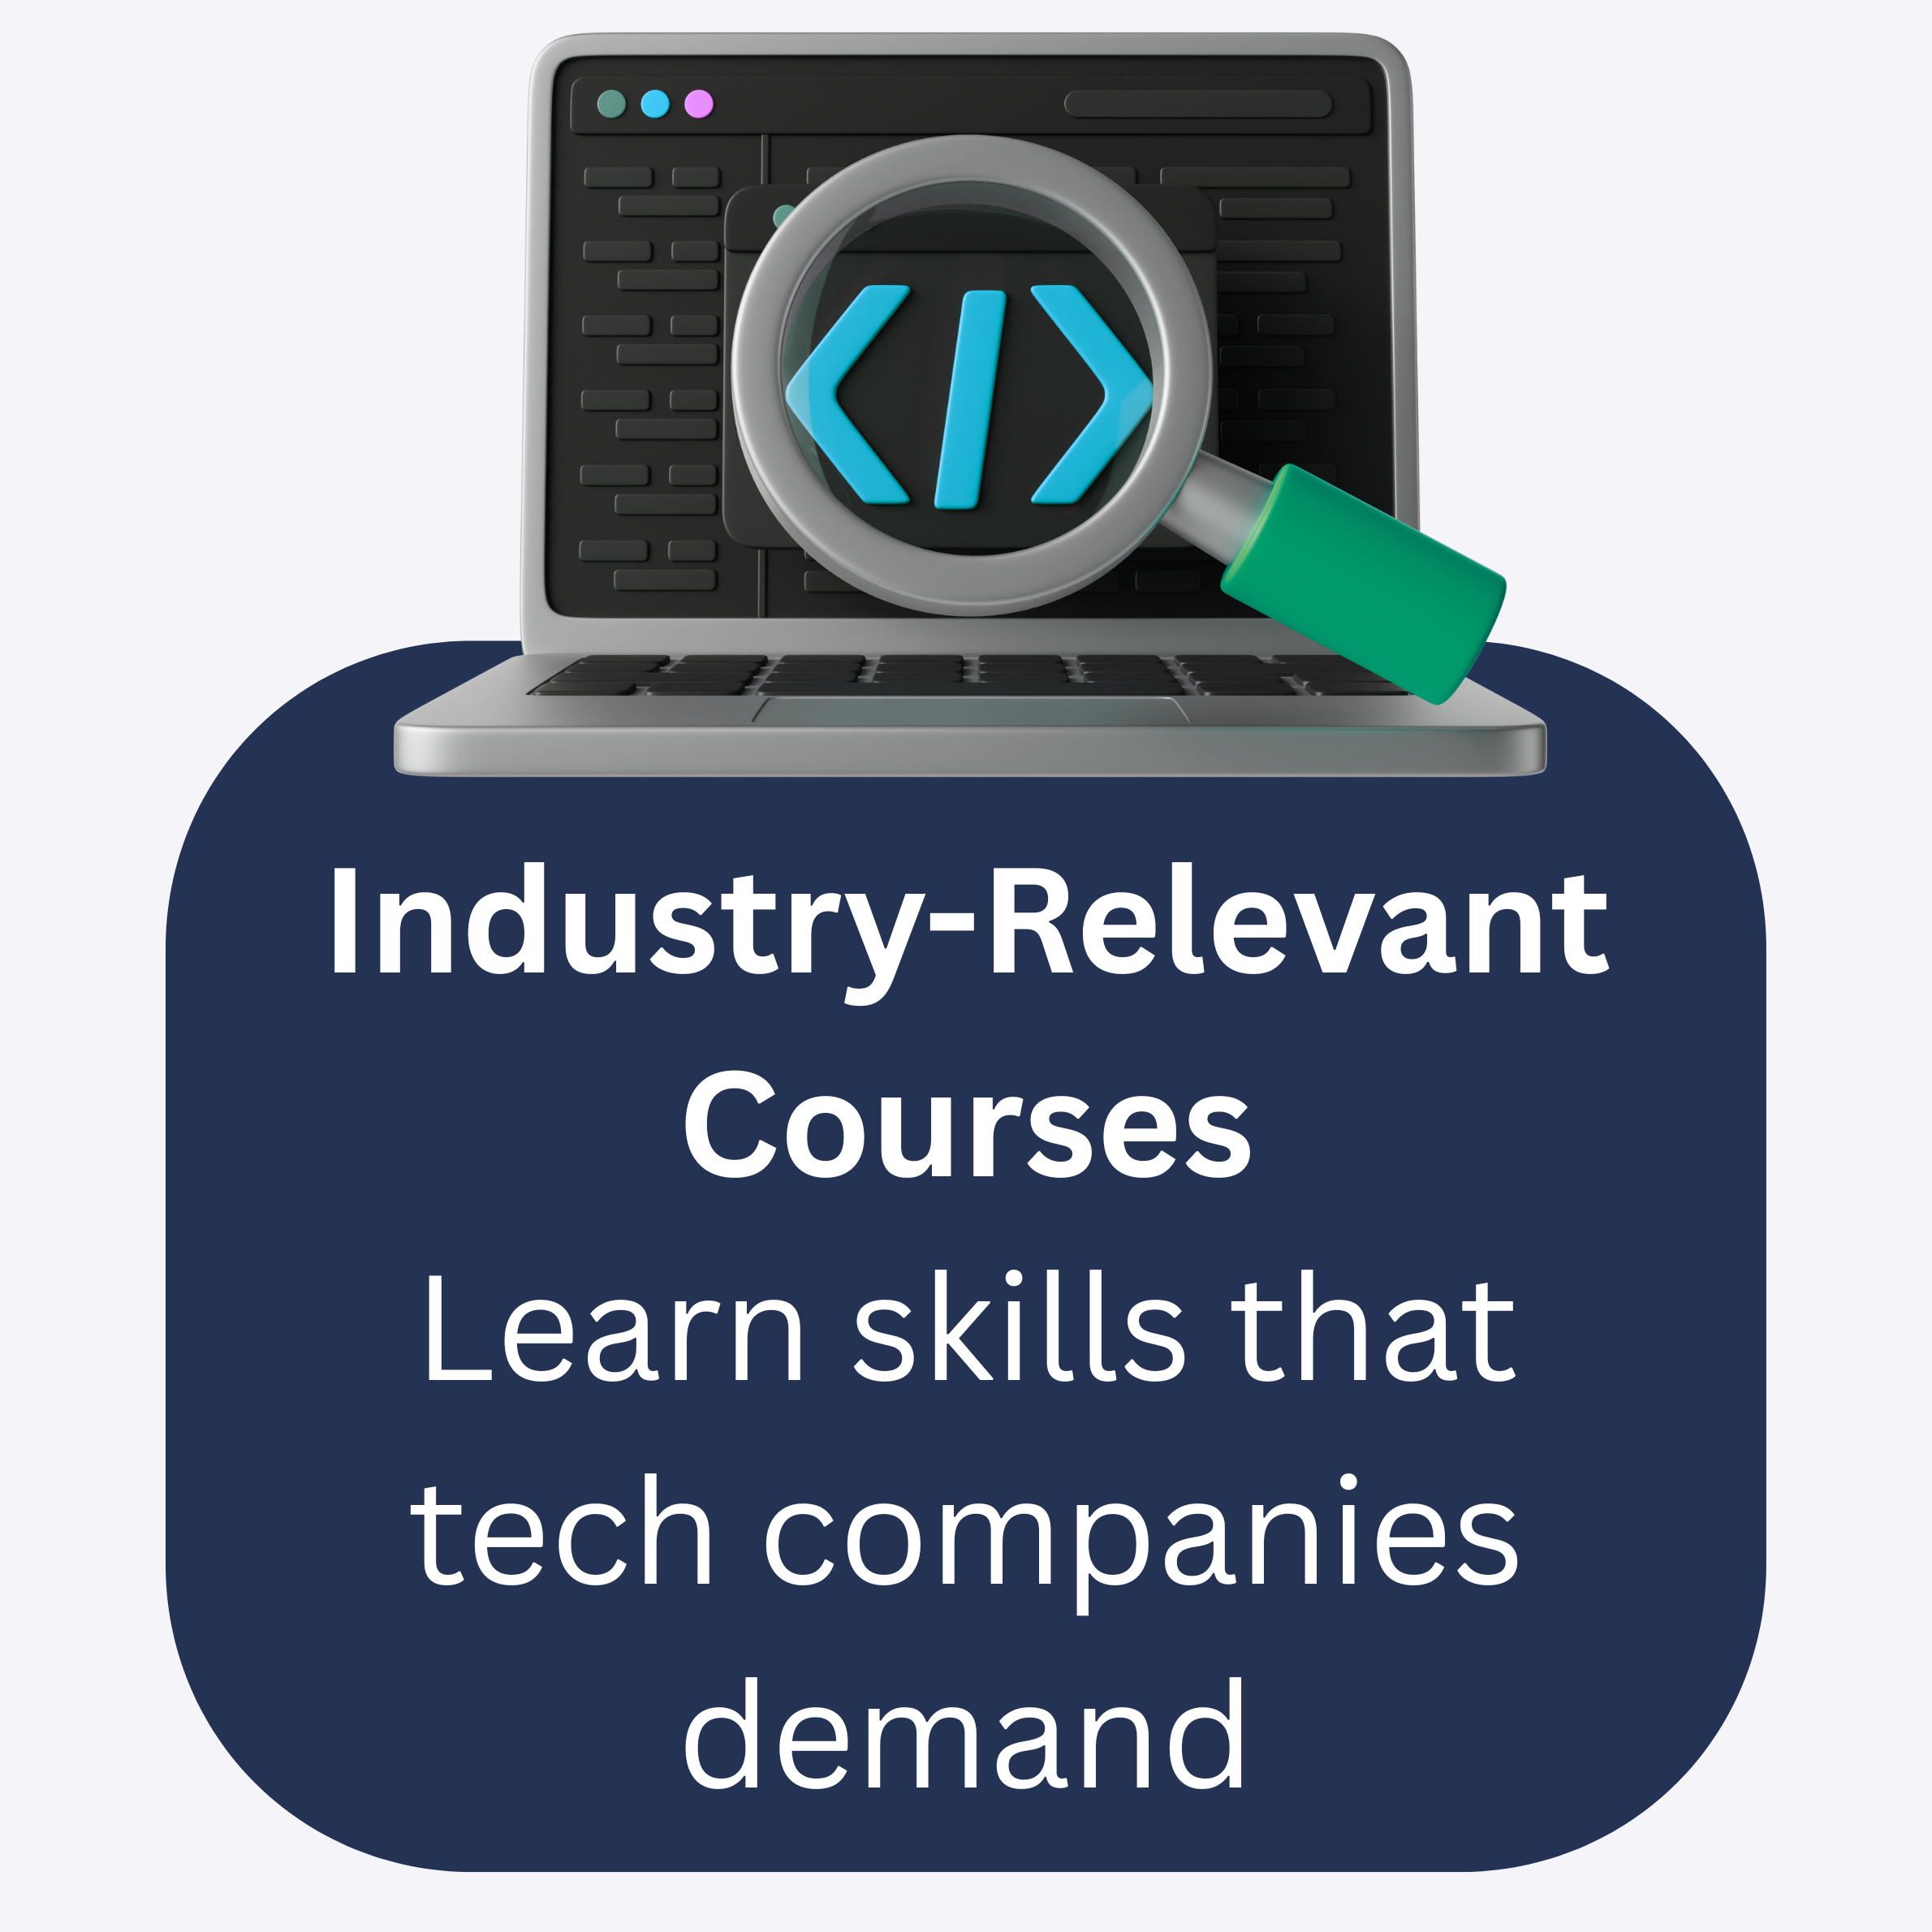 </>
Industry-Relevant
Courses
Learn skills that
tech companies
demand